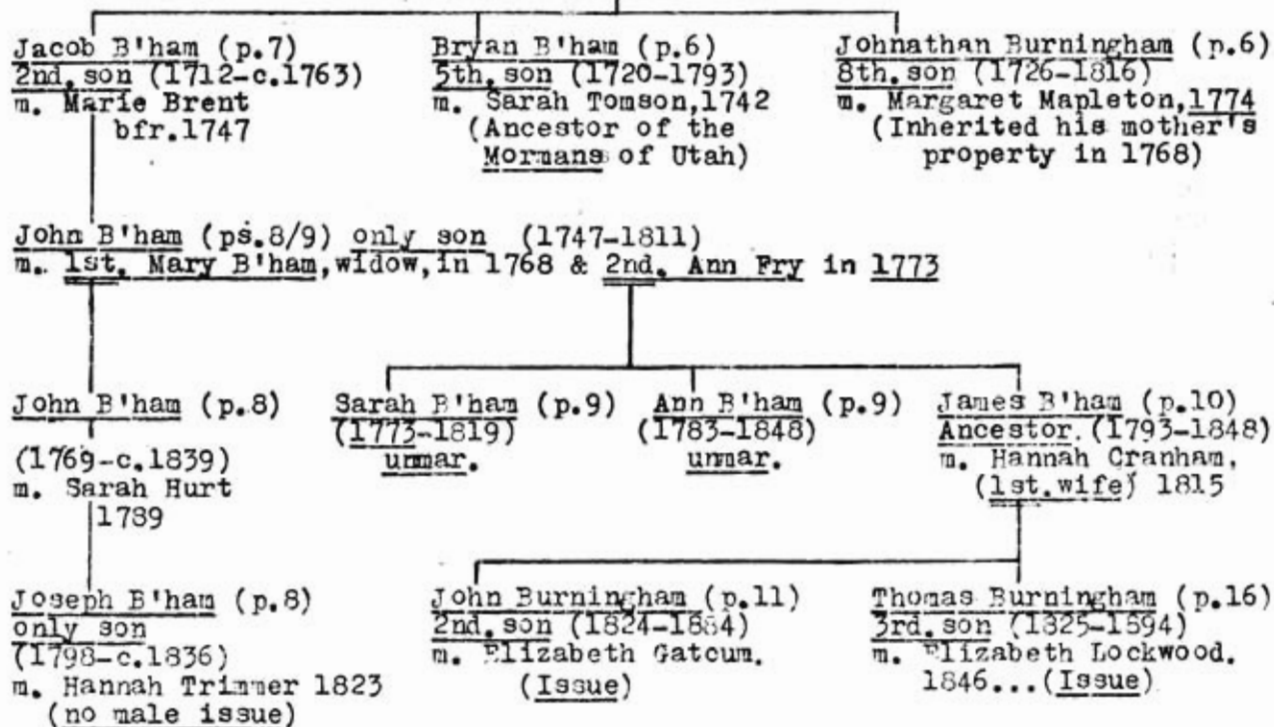 Jacob B'ham (p.7)
2nd. son (1712-c.1763)
m. Marie Brent
bfr.1747
Bryan B'ham (p.6)
5th. son (1720-1793)
m. Sarah Tomson,1742
(Ancestor of the
Mormans of Utah)
Johnathan Burningham (p.6)
8th. son (1726-1816)
m. Margaret Mapleton,1774
(Inherited his mother's
property in 1768)
John B'ham (ps.8/9) only son (1747-1811)
m. 1st. Mary B'ham,widow,in 1768 & 2nd. Ann Fry in 1773
John B'ham (p.8)
(1769-c.1839)
m. Sarah Hurt
1789
Sarah B'ham (p.9)
(1773-1819)
unmar.
Ann B'ham (p.9)
(1783-1848)
unmar.
James B'ham (p.10)
Ancestor. (1793-1848)
m. Hannah Cranham,
(1st.wife) 1815
Joseph B'ham (p.8)
only son
(1798-c.1836)
m. Hannah Trimmer 1823
(no male issue)
John Burningham (p.11)
2nd. son (1824-1884)
m. Elizabeth Gatcum.
(Issue)
Thomas Burningham (p.16)
3rd. son (1825-1894)
m. Elizabeth Lockwood.
1846...(Issue)